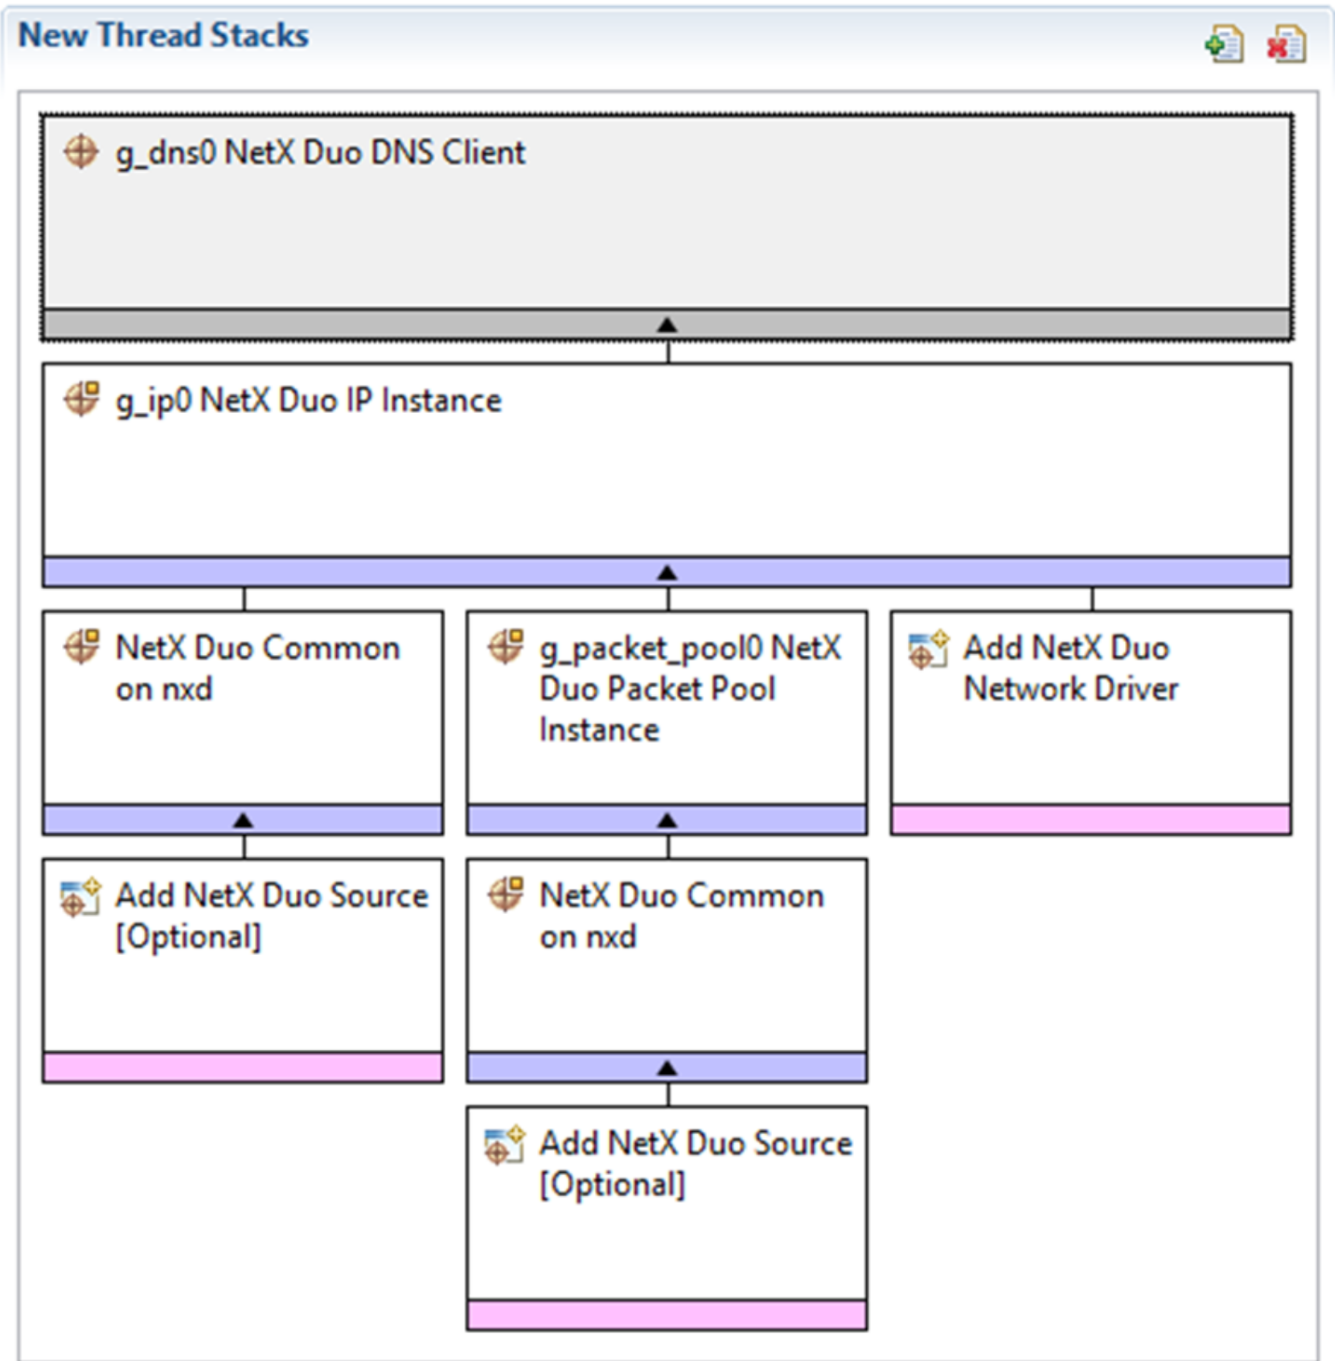 New Thread Stacks
g_dns0 NetX Duo DNS Client
g_ip0 NetX Duo IP Instance
NetX Duo Common
on nxd
g_packet_pool0 NetX
Duo Packet Pool
Instance
Add NetX Duo
Network Driver
Add NetX Duo Source
[Optional]
NetX Duo Common
on nxd
Add NetX Duo Source
[Optional]